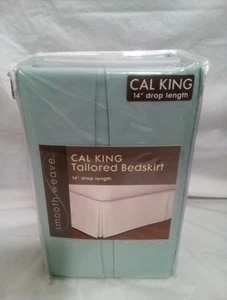 CAL KING
14" drop length
CAL KING
Tailored Bedskirt
14" drop length
smooth weave